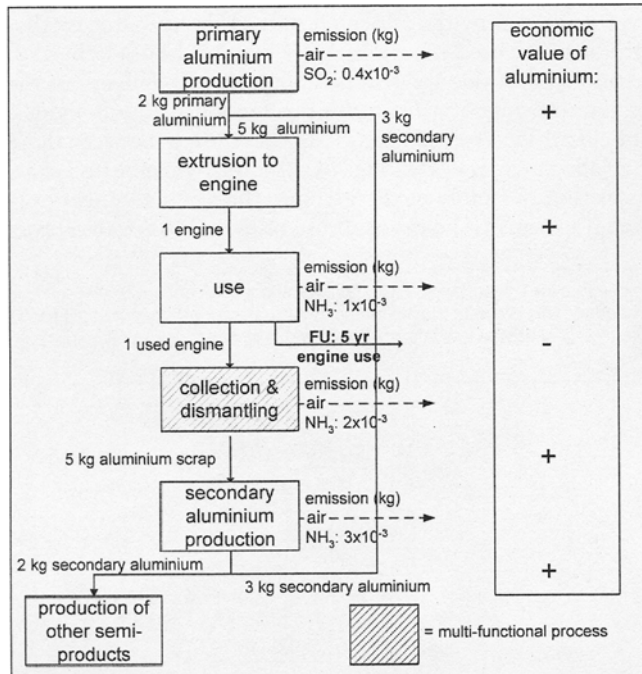 primary
aluminium
production
emission (kg)
air
SO₂: 0.4x10⁻³
economic
value of
aluminium:
2 kg primary
aluminium
5 kg aluminium
3 kg
secondary
aluminium
+
extrusion to
engine
1 engine
+
use
emission (kg)
air
NH₃: 1x10⁻³
FU: 5 yr
engine use
-
1 used engine
collection &
dismantling
emission (kg)
air
NH₃: 2x10⁻³
5 kg aluminium scrap
+
secondary
aluminium
production
emission (kg)
air
NH₃: 3x10⁻³
2 kg secondary aluminium
3 kg secondary aluminium
+
production of
other semi-
products
= multi-functional process